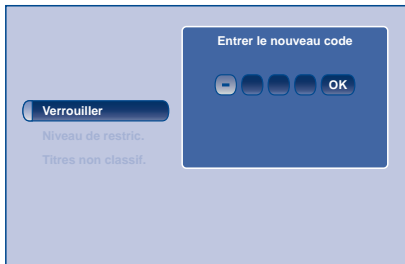 Entrer le nouveau code
- OK
Verrouiller
Niveau de restric.
Titres non classif.